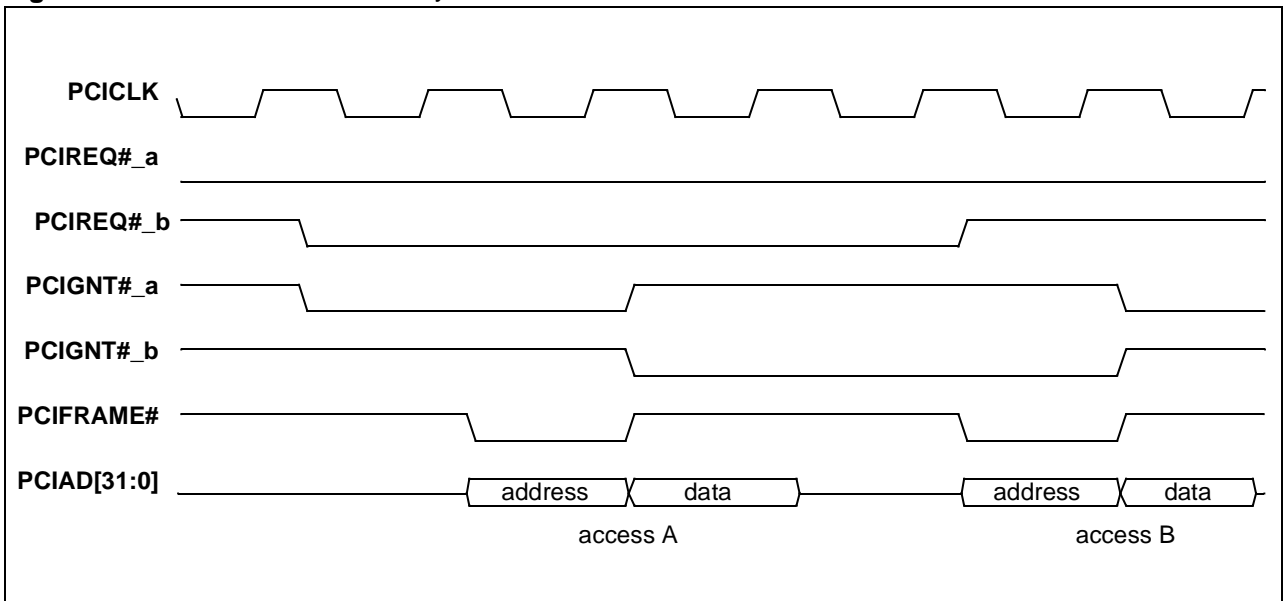 PCICLK
PCIREQ#_a
PCIREQ#_b
PCIGNT#_a
PCIGNT#_b
PCIFRAME#
PCIAD[31:0]
address data address data
access A access B